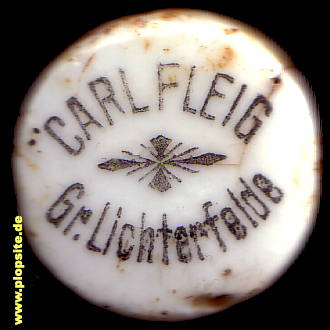 CARL FLEIG
Gr. Lichterfelde
www.plopsite.de